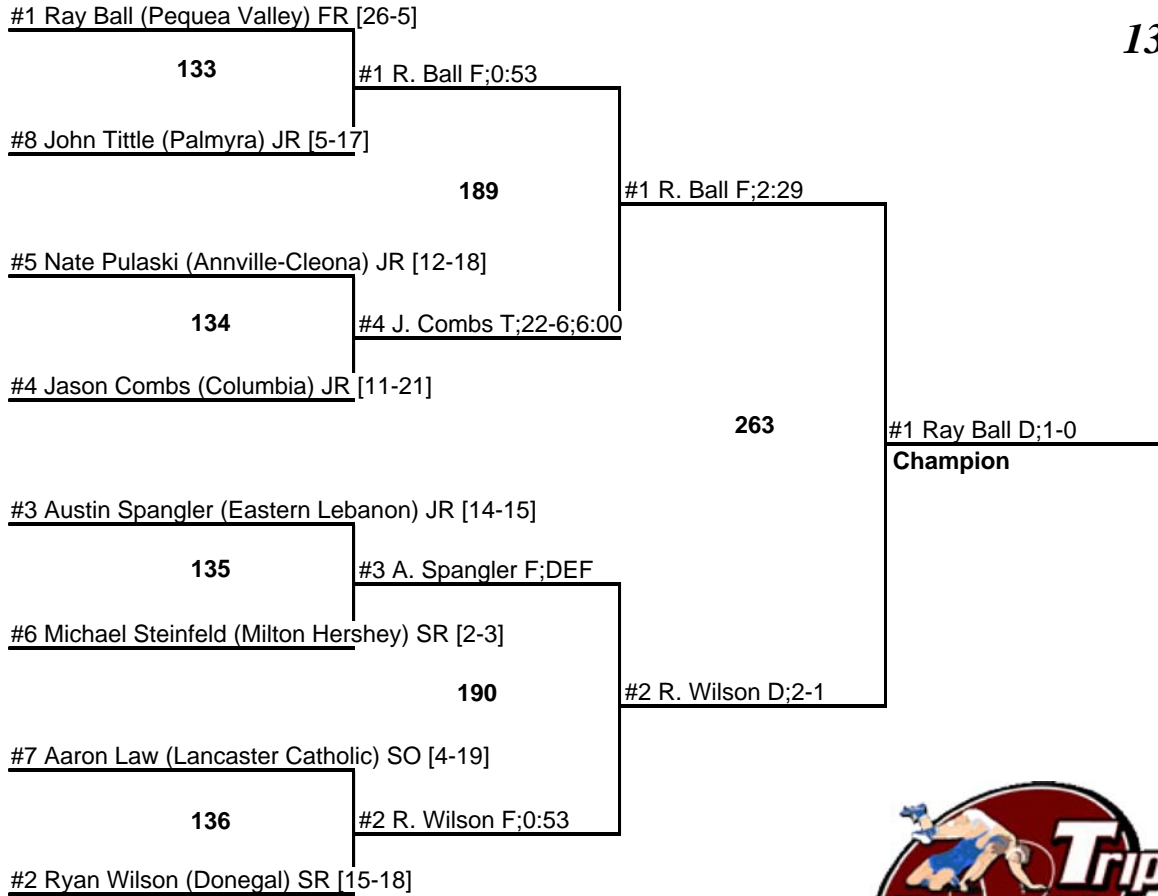 #1 Ray Ball (Pequea Valley) FR [26-5]
13
133
#1 R. Ball F;0:53
#8 John Tittle (Palmyra) JR [5-17]
189
#1 R. Ball F;2:29
#5 Nate Pulaski (Annville-Cleona) JR [12-18]
134
#4 J. Combs T;22-6;6:00
#4 Jason Combs (Columbia) JR [11-21]
263
#1 Ray Ball D;1-0
Champion
#3 Austin Spangler (Eastern Lebanon) JR [14-15]
135
#3 A. Spangler F;DEF
#6 Michael Steinfeld (Milton Hershey) SR [2-3]
190
#2 R. Wilson D;2-1
#7 Aaron Law (Lancaster Catholic) SO [4-19]
136
#2 R. Wilson F;0:53
Trip
#2 Ryan Wilson (Donegal) SR [15-18]